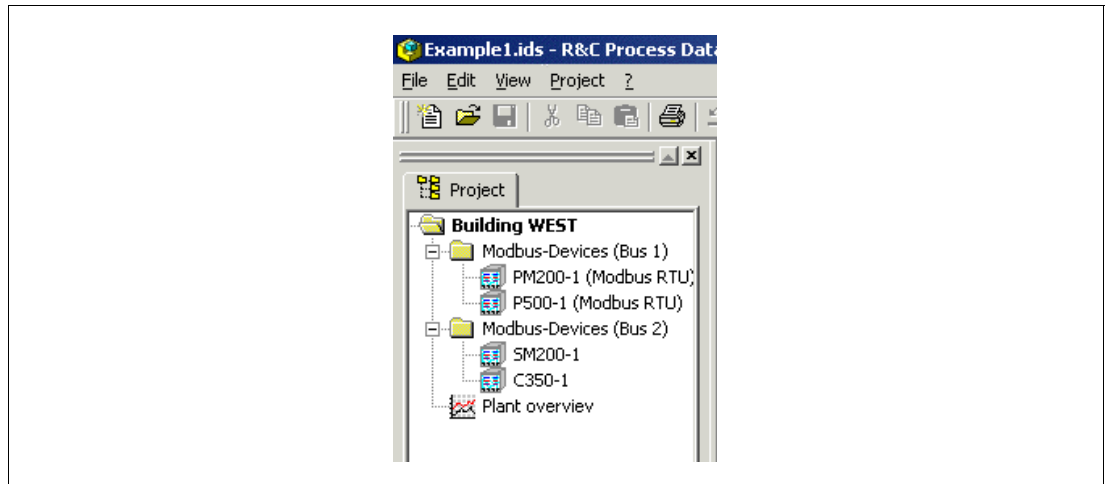 Example1.ids - R&C Process Data
File Edit View Project ?
Project
Building WEST
Modbus-Devices (Bus 1)
PM200-1 (Modbus RTU)
P500-1 (Modbus RTU)
Modbus-Devices (Bus 2)
SM200-1
C350-1
Plant overviev